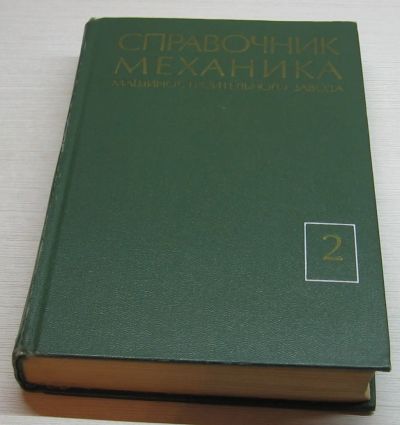 СПРАВОЧНИК
МЕХАНИКА
МАШИНОСТРОИТЕЛЬНОГО ЗАВОДА
2